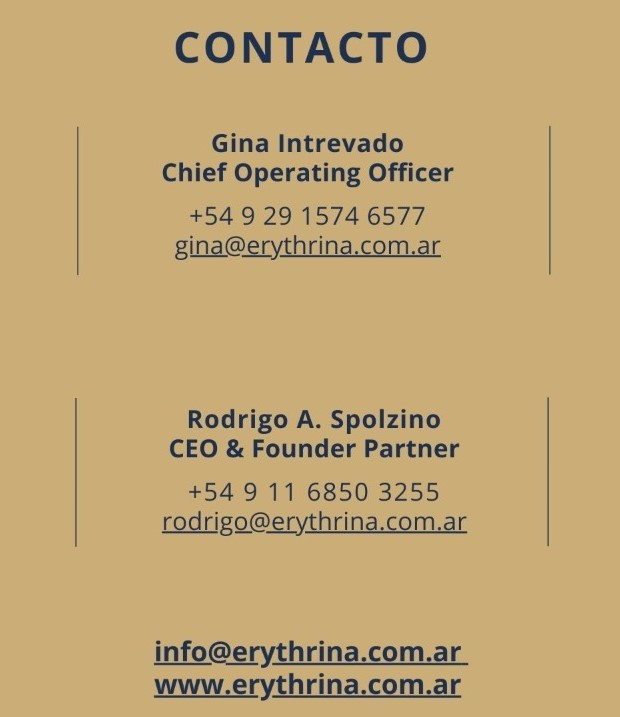 CONTACTO
Gina Intrevado
Chief Operating Officer
+54 9 29 1574 6577
gina@erythrina.com.ar
Rodrigo A. Spolzino
CEO & Founder Partner
+54 9 11 6850 3255
rodrigo@erythrina.com.ar
info@erythrina.com.ar
www.erythrina.com.ar